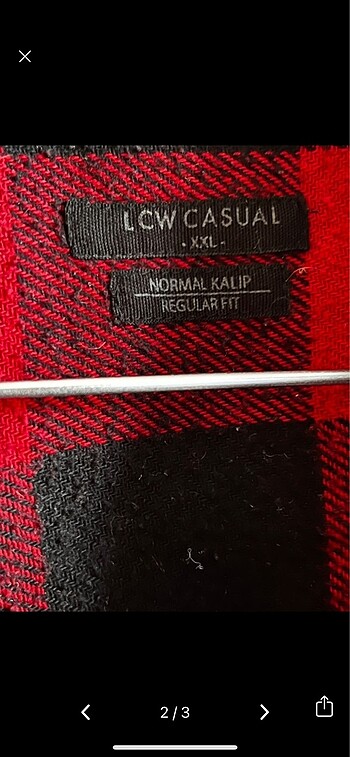 LCW CASUAL
- XXL -
NORMAL KALIP
REGULAR FIT
2 / 3